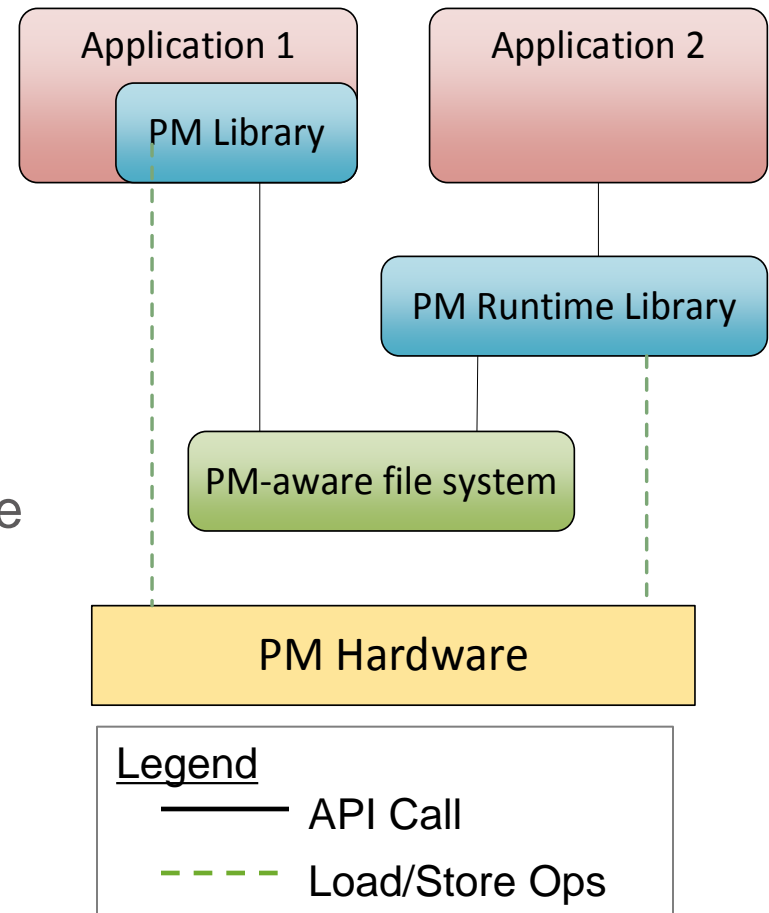 Application 1
Application 2
PM Library
PM Runtime Library
PM-aware file system
e
PM Hardware
Legend
API Call
Load/Store Ops